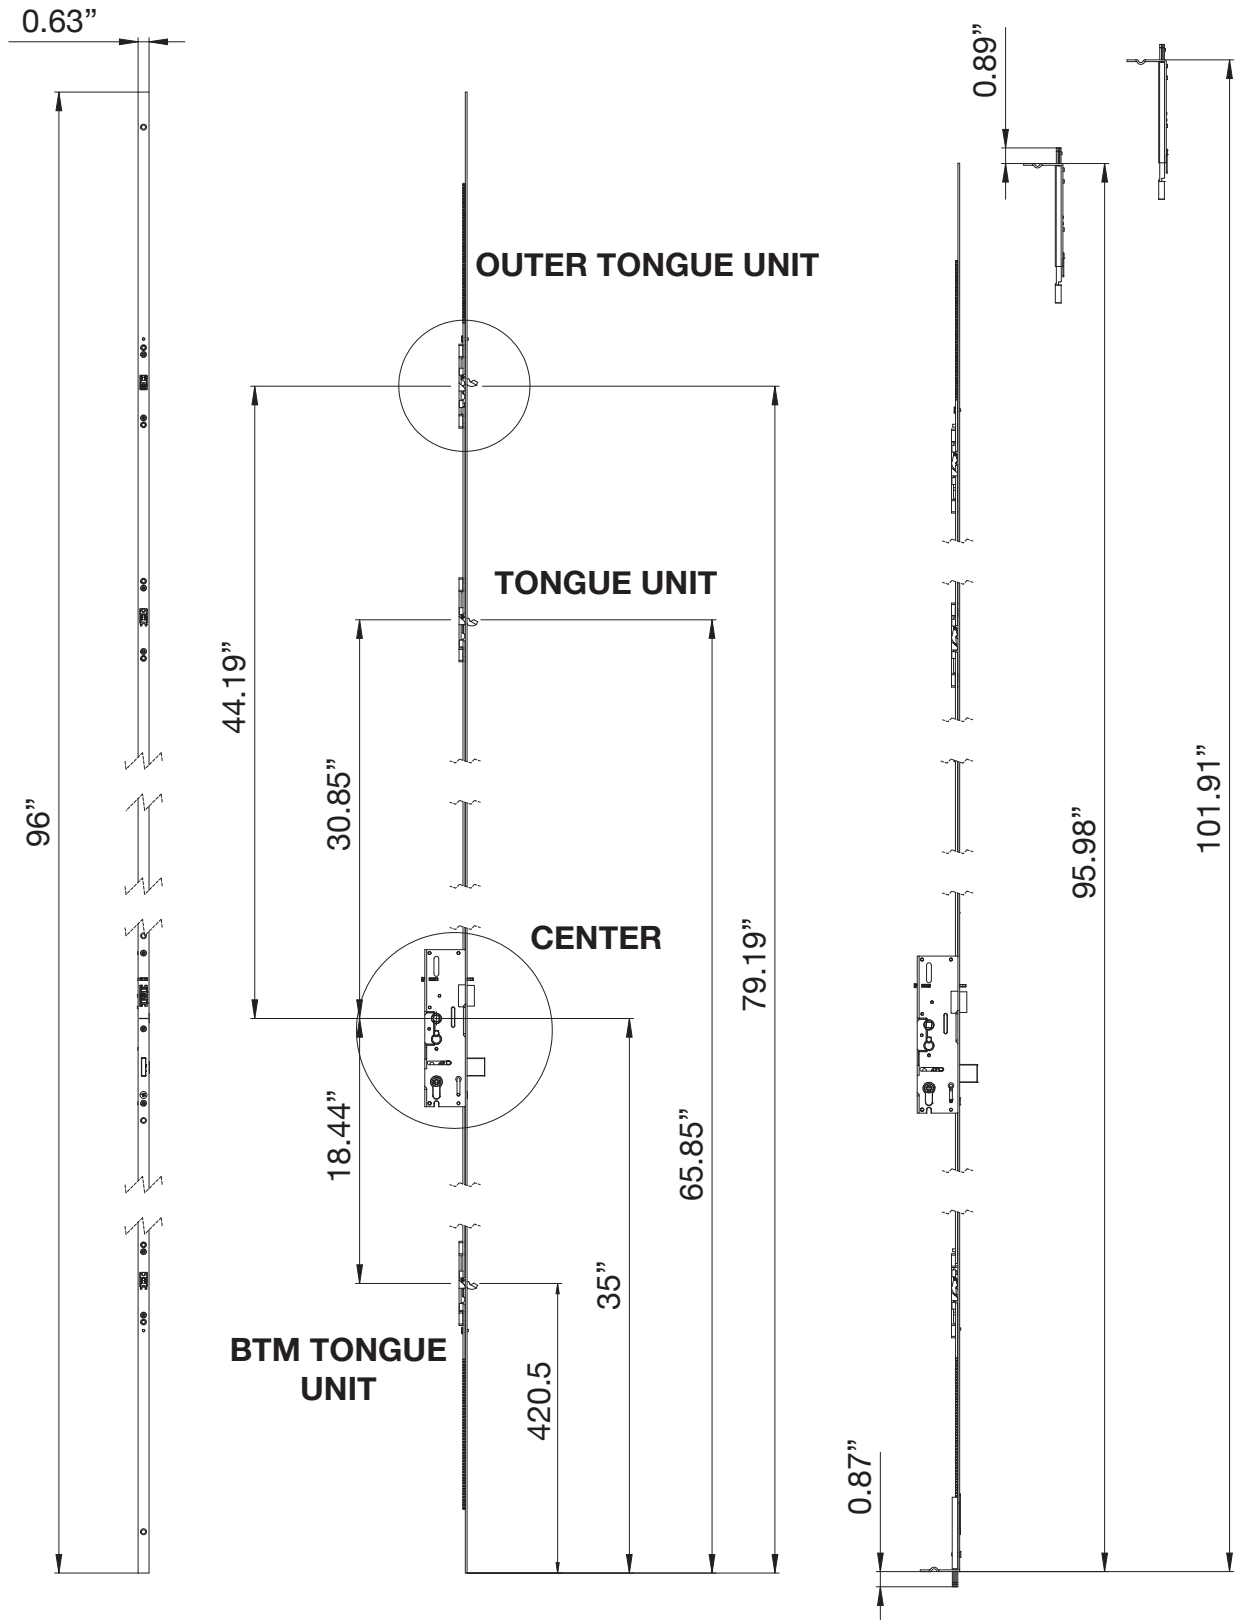 0.63”
0.89”
OUTER TONGUE UNIT
TONGUE UNIT
44.19”
30.85”
96”
101.91”
95.98”
CENTER
79.19”
18.44”
65.85”
35”
BTM TONGUE
UNIT
420.5
0.87”